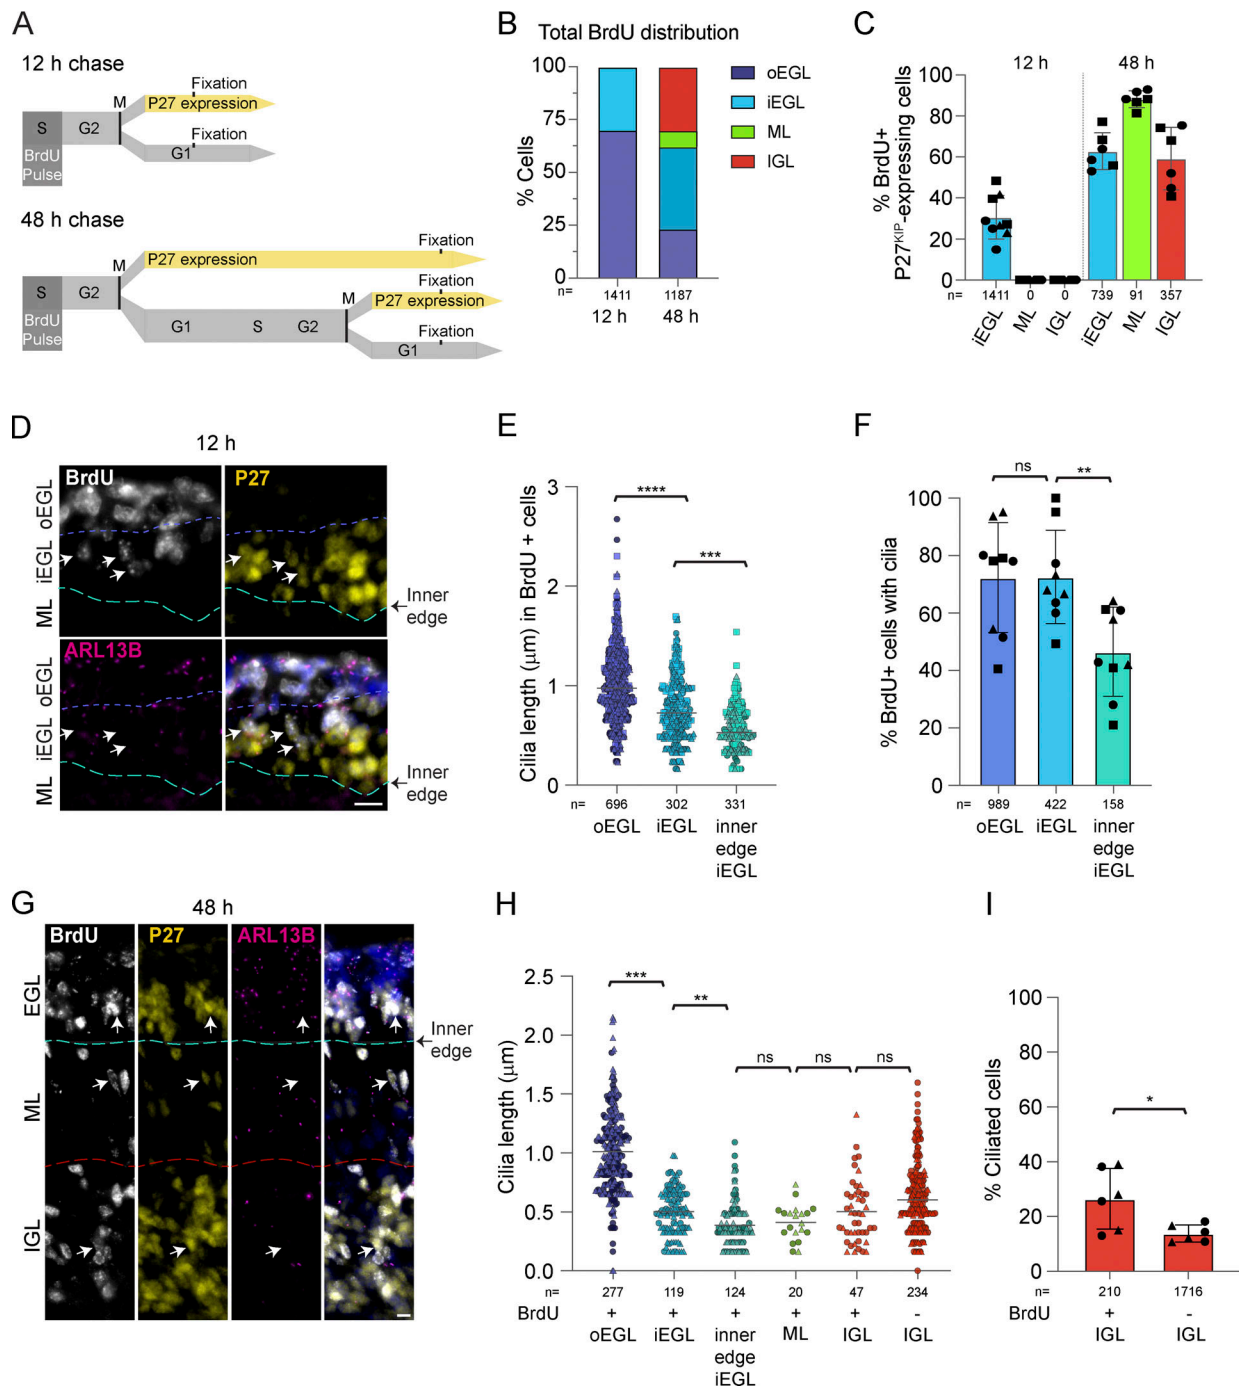 A
12 h chase
Fixation
M
P27 expression
S
G2
Fixation
G1
BrdU
Pulse
48 h chase
Fixation
M
P27 expression
Fixation
S
G2
M
P27 expression
BrdU
Pulse
G1
S
G2
Fixation
G1
B
Total BrdU distribution
100
75
50
25
0
% Cells
oEGL
iEGL
ML
IGL
n=
1411
1187
12 h
48 h
C
12 h
48 h
100
80
60
40
20
0
% BrdU+
P27KIP-expressing cells
n=
1411
0
0
739
91
357
iEGL
ML
IGL
iEGL
ML
IGL
D
12 h
BrdU
P27
oEGL
iEGL
ML
Inner
edge
ARL13B
oEGL
iEGL
ML
Inner
edge
E
3
2
1
0
Cilia length (μm) in BrdU + cells
****
***
n=
696
302
331
oEGL
iEGL
inner
edge
iEGL
F
ns
**
100
80
60
40
20
0
% BrdU+ cells with cilia
n=
989
422
158
oEGL
iEGL
inner
edge
iEGL
G
48 h
BrdU
P27
ARL13B
EGL
Inner
edge
ML
IGL
H
2.5
2.0
1.5
1.0
0.5
0.0
Cilia length (μm)
***
**
ns
ns
ns
n=
277
119
124
20
47
234
BrdU
+
+
+
+
+
-
oEGL
iEGL
inner
edge
iEGL
ML
IGL
IGL
I
100
80
60
40
20
0
% Ciliated cells
*
n=
210
1716
BrdU
+
-
IGL
IGL